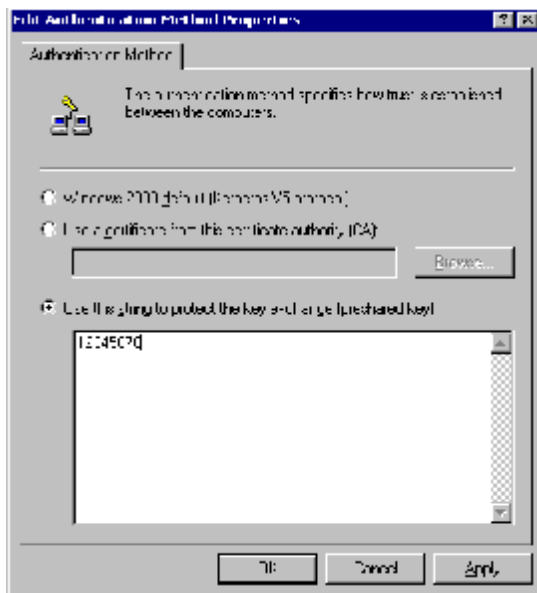 Edit Authentication Method Properties
Authentication Method
The authentication method specifies how trust is established
between the computers.
Windows 2000 default (Kerberos V5 protocol)
Use a certificate from this certificate authority (CA):
Browse...
Use this string to protect the key exchange (preshared key):
OK
Cancel
Apply